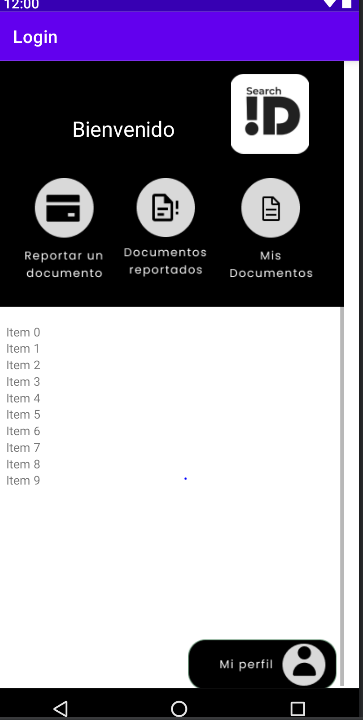 12:00
Login
Search
!D
Bienvenido
Reportar un
documento
Documentos
reportados
Mis
Documentos
Item 0
Item 1
Item 2
Item 3
Item 4
Item 5
Item 6
Item 7
Item 8
Item 9
Mi perfil